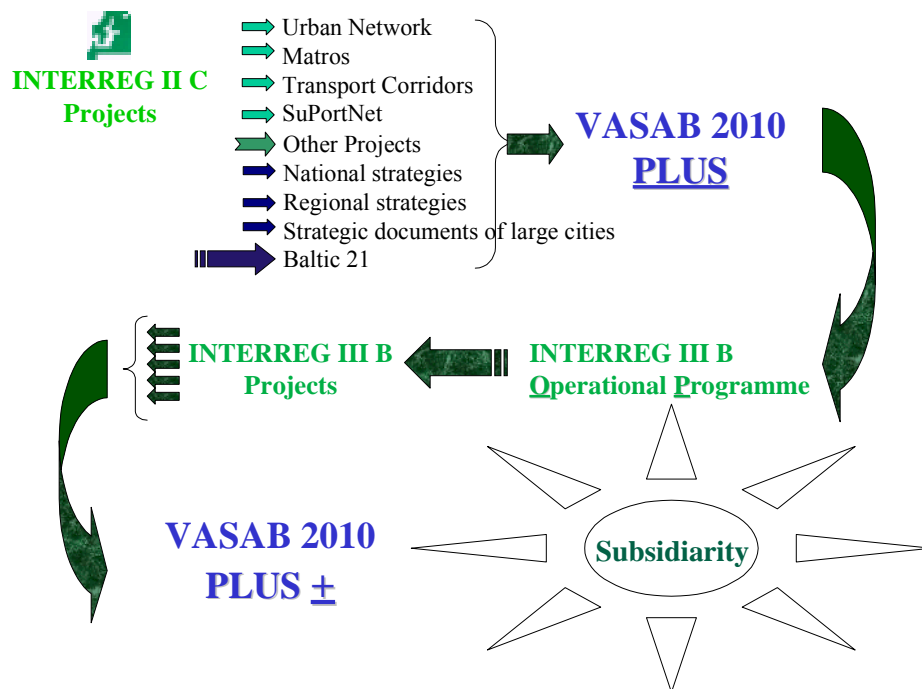 INTERREG II C
Projects
Urban Network
Matros
Transport Corridors
SuPortNet
Other Projects
National strategies
Regional strategies
Strategic documents of large cities
Baltic 21
VASAB 2010
PLUS
INTERREG III B
Operational Programme
INTERREG III B
Projects
VASAB 2010
PLUS +
Subsidiarity